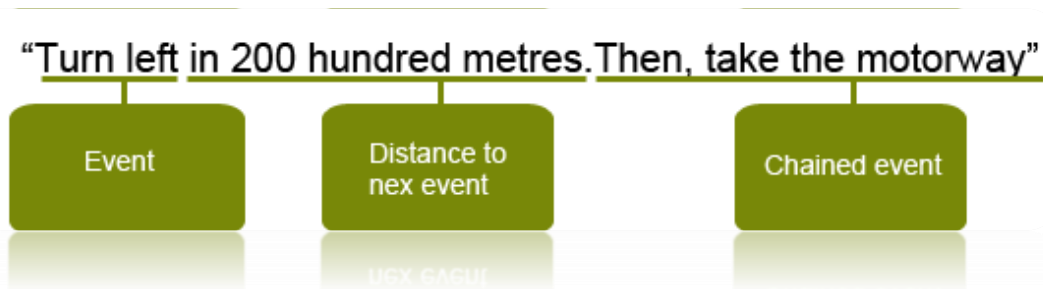 “Turn left in 200 hundred metres.Then, take the motorway”
Event
Distance to
nex event
Chained event